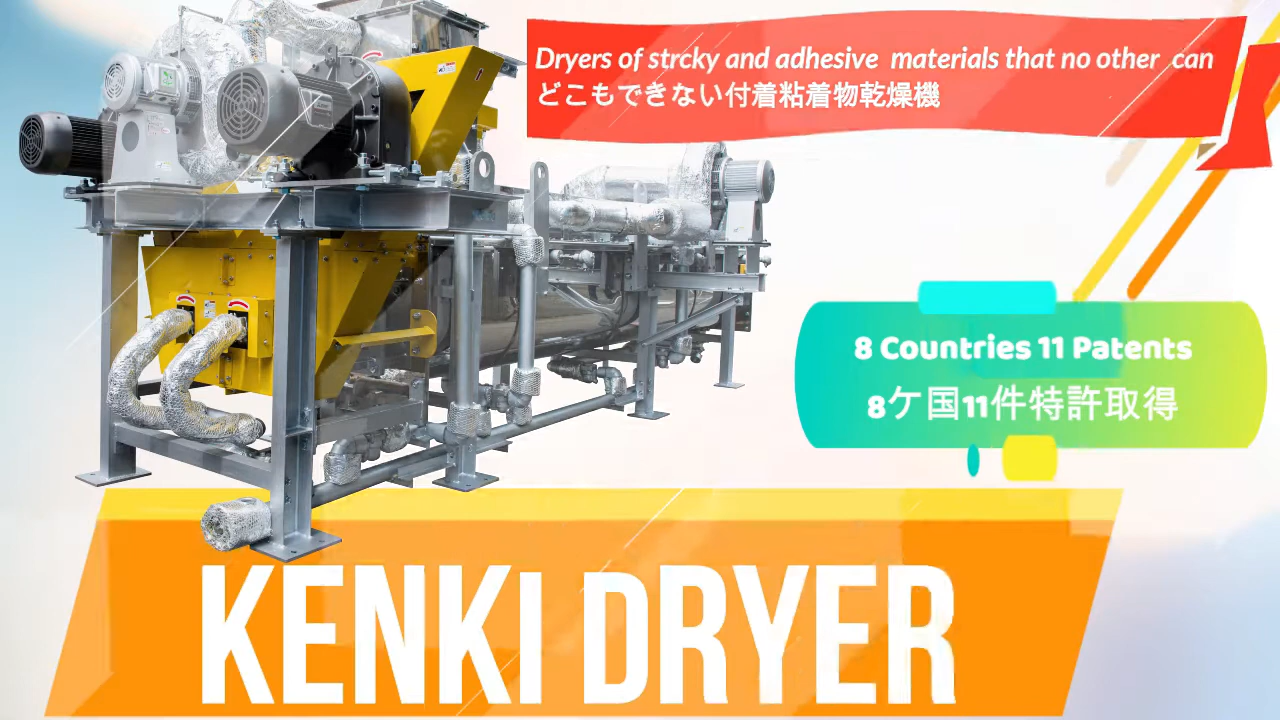 Dryers of strcky and adhesive materials that no other can
どこもできない付着粘着物乾燥機
8 Countries 11 Patents
8ケ国11件特許取得
KENKI DRYER